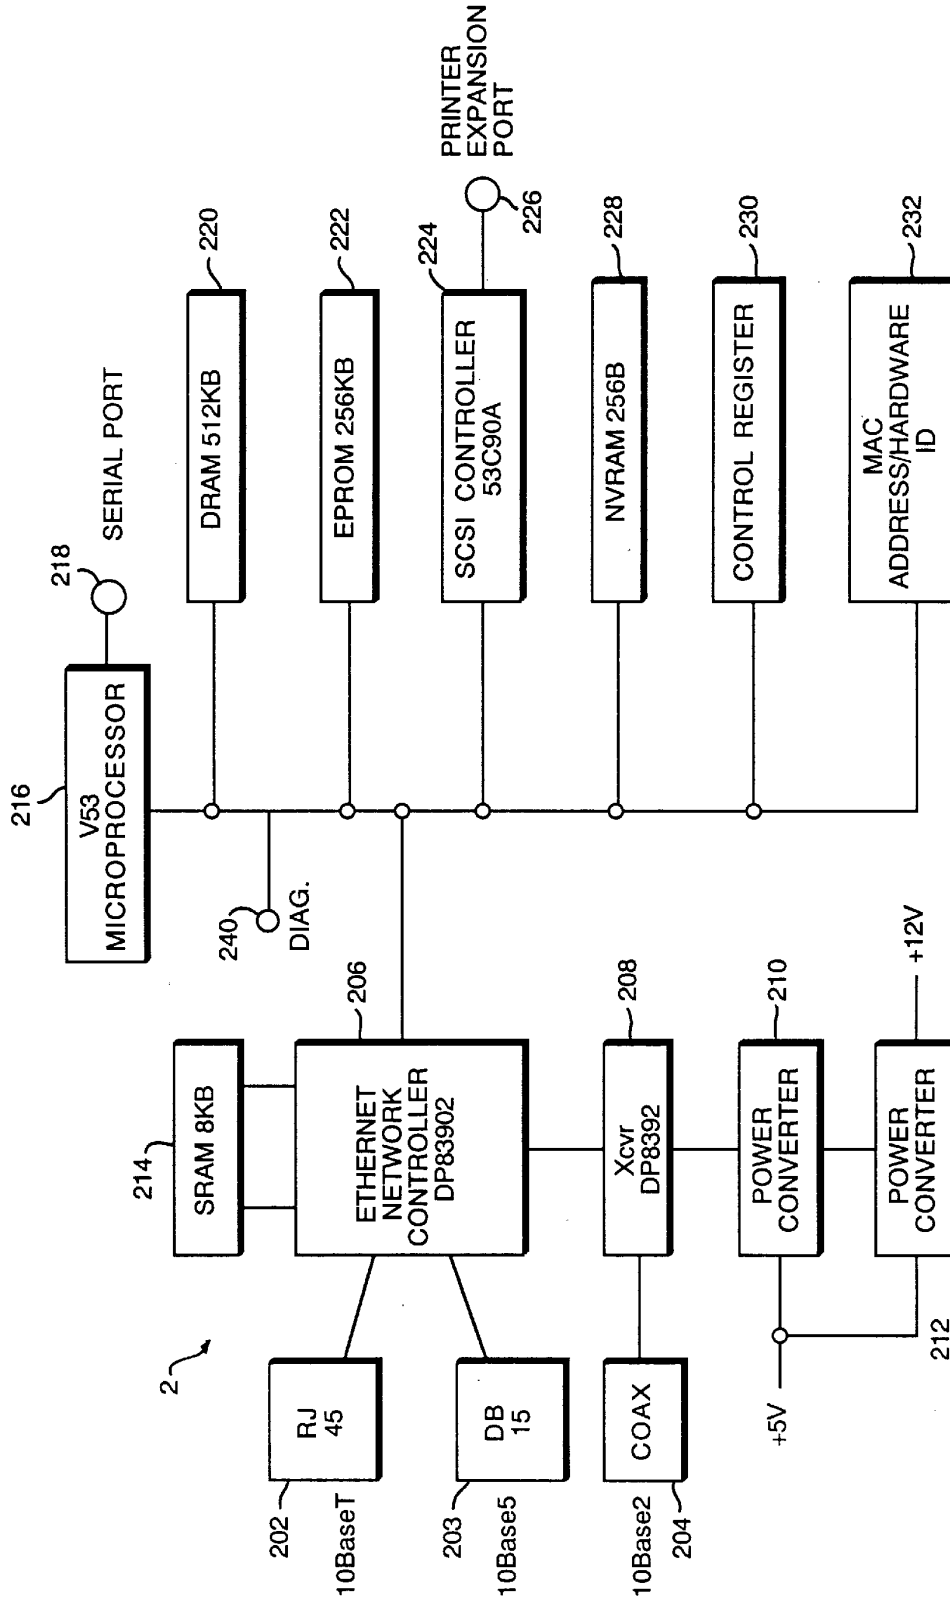 2
202
RJ
45
10BaseT
203
DB
15
10Base5
204
COAX
10Base2
214
SRAM 8KB
206
ETHERNET
NETWORK
CONTROLLER
DP83902
208
Xcvr
DP8392
210
POWER
CONVERTER
+5V
212
POWER
CONVERTER
+12V
216
V53
MICROPROCESSOR
218
SERIAL PORT
240
DIAG.
220
DRAM 512KB
222
EPROM 256KB
224
SCSI CONTROLLER
53C90A
226
PRINTER
EXPANSION
PORT
228
NVRAM 256B
230
CONTROL REGISTER
232
MAC
ADDRESS/HARDWARE
ID